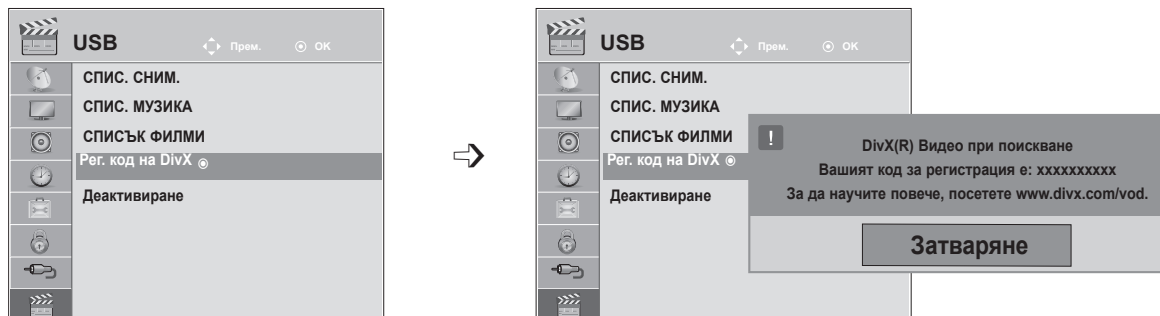 USB Прем. OK
СПИС. СНИМ.
СПИС. МУЗИКА
СПИСЪК ФИЛМИ
Рег. код на DivX
Деактивиране
USB Прем. OK
СПИС. СНИМ.
СПИС. МУЗИКА
СПИСЪК ФИЛМИ
Рег. код на DivX
Деактивиране
!
DivX(R) Видео при поискване
Вашият код за регистрация е: xxxxxxxxxx
За да научите повече, посетете www.divx.com/vod.
Затваряне